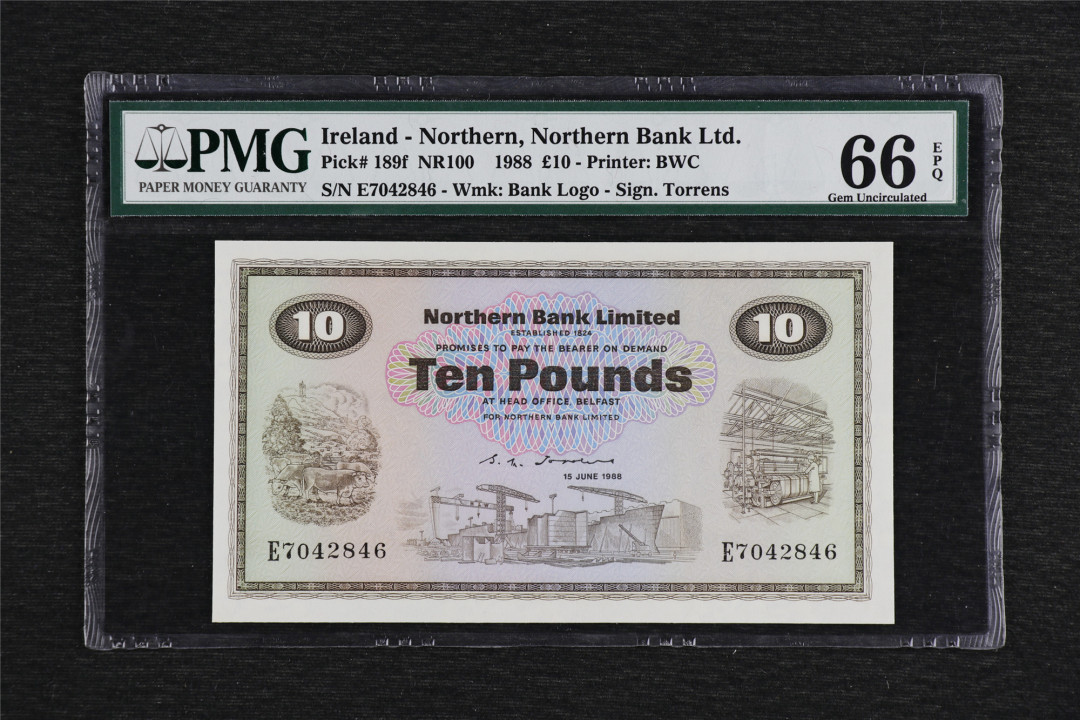 PMG
PAPER MONEY GUARANTY
Ireland - Northern, Northern Bank Ltd.
Pick# 189f NR100 1988 £10 - Printer: BWC
S/N E7042846 - Wmk: Bank Logo - Sign. Torrens
66 EPQ
Gem Uncirculated
10
10
Northern Bank Limited
ESTABLISHED 1824
PROMISES TO PAY THE BEARER ON DEMAND
Ten Pounds
AT HEAD OFFICE, BELFAST
FOR NORTHERN BANK LIMITED
15 JUNE 1988
E7042846
E7042846